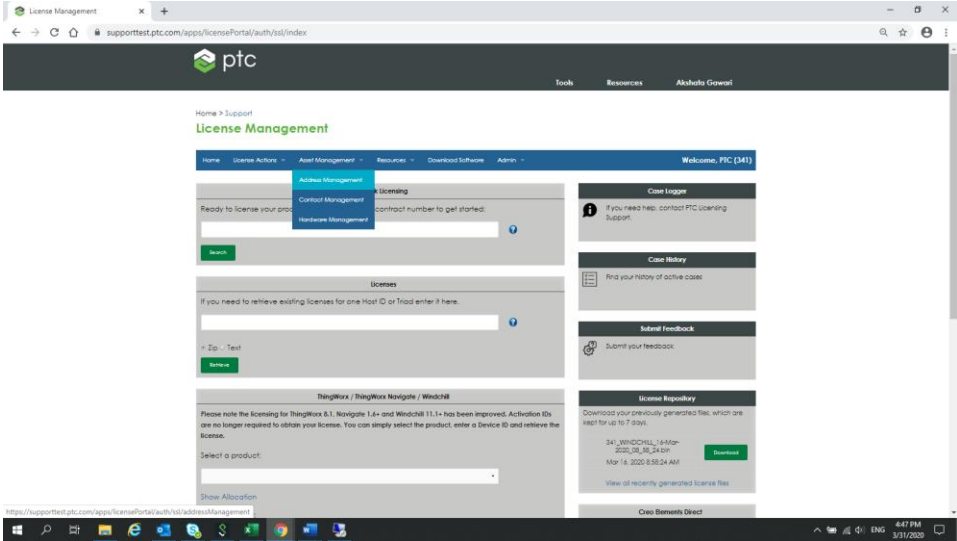 License Management
supporttest.ptc.com/apps/licensePortal/auth/ssl/index
ptc
Tools Resources Akshata Gawari
Home > Support
License Management
Home License Actions Asset Management Resources Download Software Admin Welcome, PTC (341)
Address Management
Contact Management
Hardware Management
Licensing
Ready to license your contract number to get started:
Search
Licenses
If you need to retrieve existing licenses for one Host ID or Triad enter it here.
Zip Text
Retrieve
ThingWorx / ThingWorx Navigate / Windchill
Please note the licensing for ThingWorx 8.1, Navigate 1.6+ and Windchill 11.1+ has been improved. Activation IDs
are no longer required to obtain your license. You can simply select the product, enter a Device ID and retrieve the
license.
Select a product:
Show Allocation
Case Logger
If you need help, contact PTC Licensing
Support.
Case History
Find your history of active cases
Submit Feedback
Submit your feedback
License Repository
Download your previously generated files, which are
kept for up to 7 days.
341_WINDCHILL_16-Mar-
2020_08_58_24.bin
Mar 16, 2020 8:58:24 AM
Download
View all recently generated license files
Creo Elements Direct
https://supporttest.ptc.com/apps/licensePortal/auth/ssl/addressManagement
ENG
4:47 PM
3/31/2020